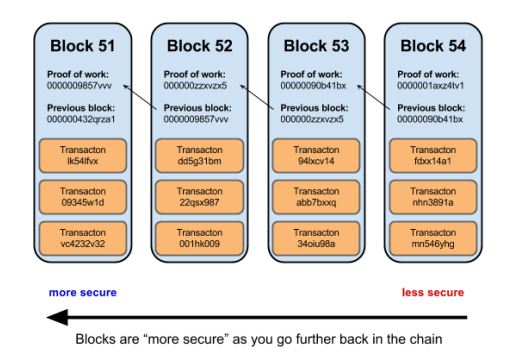 Block 51
Proof of work:
0000009857vvv
Previous block:
000000432qrza1
Transacton
lk54lfvx
Transacton
09345w1d
Transacton
vc4232v32
Block 52
Proof of work:
000000zzxvzx5
Previous block:
0000009857vvv
Transacton
dd5g31bm
Transacton
22qsx987
Transacton
001hk009
Block 53
Proof of work:
00000090b41bx
Previous block:
000000zzxvzx5
Transacton
94lxcv14
Transacton
abb7bxxq
Transacton
34oiu98a
Block 54
Proof of work:
0000001axz4tv1
Previous block:
00000090b41bx
Transacton
fdxx14a1
Transacton
nhn3891a
Transacton
mn546yhg
more secure
less secure
Blocks are “more secure” as you go further back in the chain